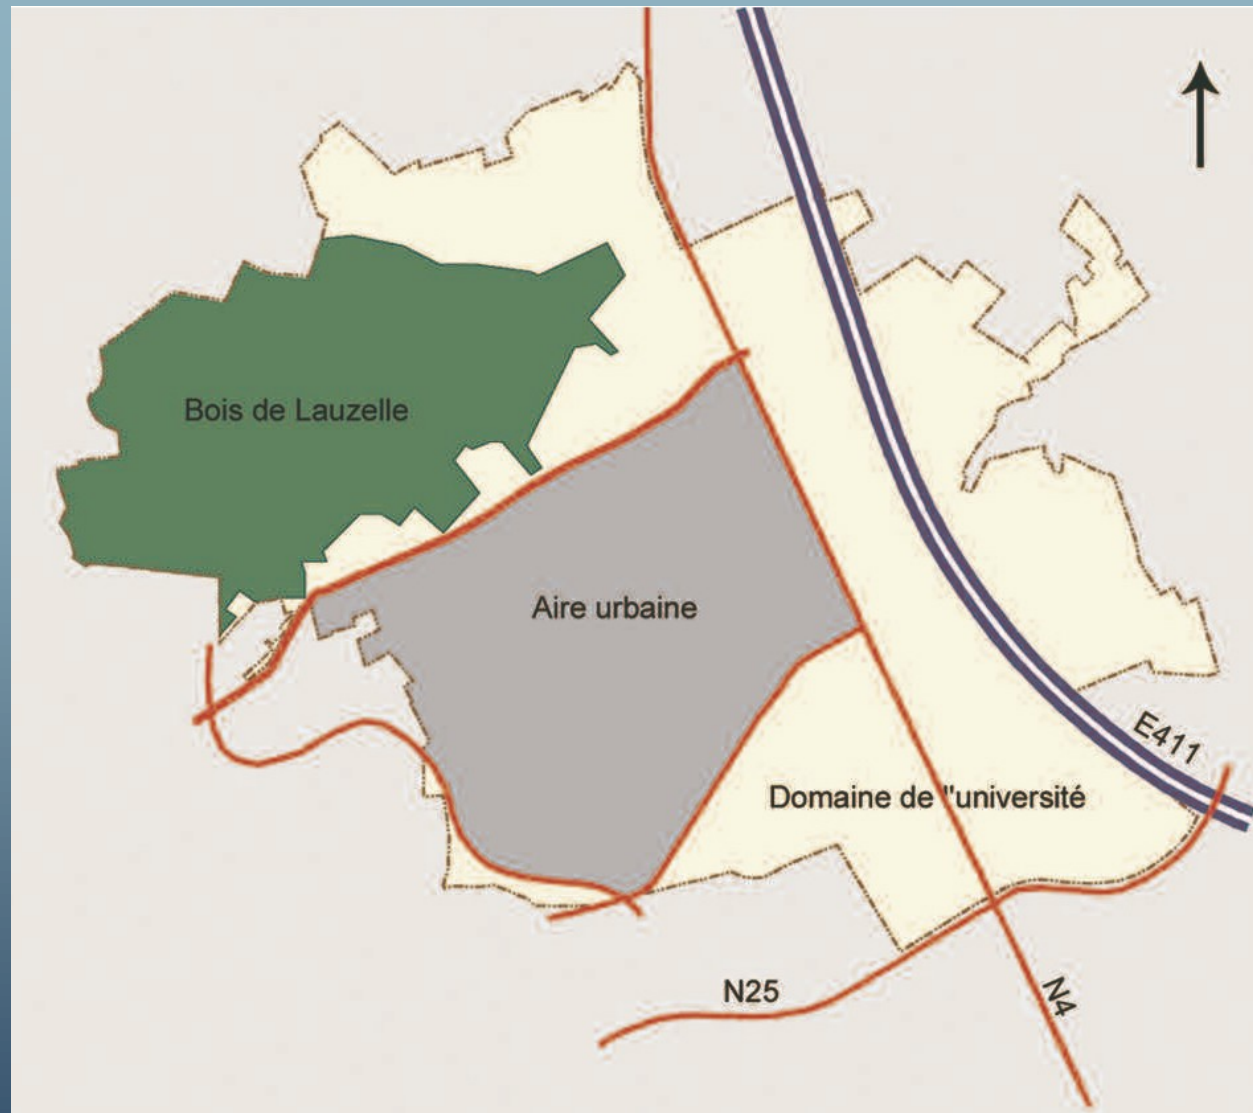 Bois de Lauzelle
Aire urbaine
E411
Domaine de l"université
N25
N4